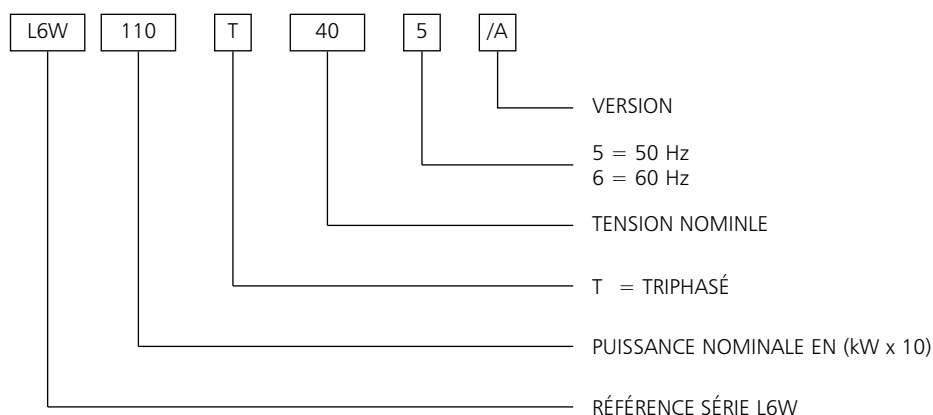 L6W 110 T 40 5 /A
VERSION
5 = 50 Hz
6 = 60 Hz
TENSION NOMINLE
T = TRIPHASÉ
PUISSANCE NOMINALE EN (kW x 10)
RÉFÉRENCE SÉRIE L6W